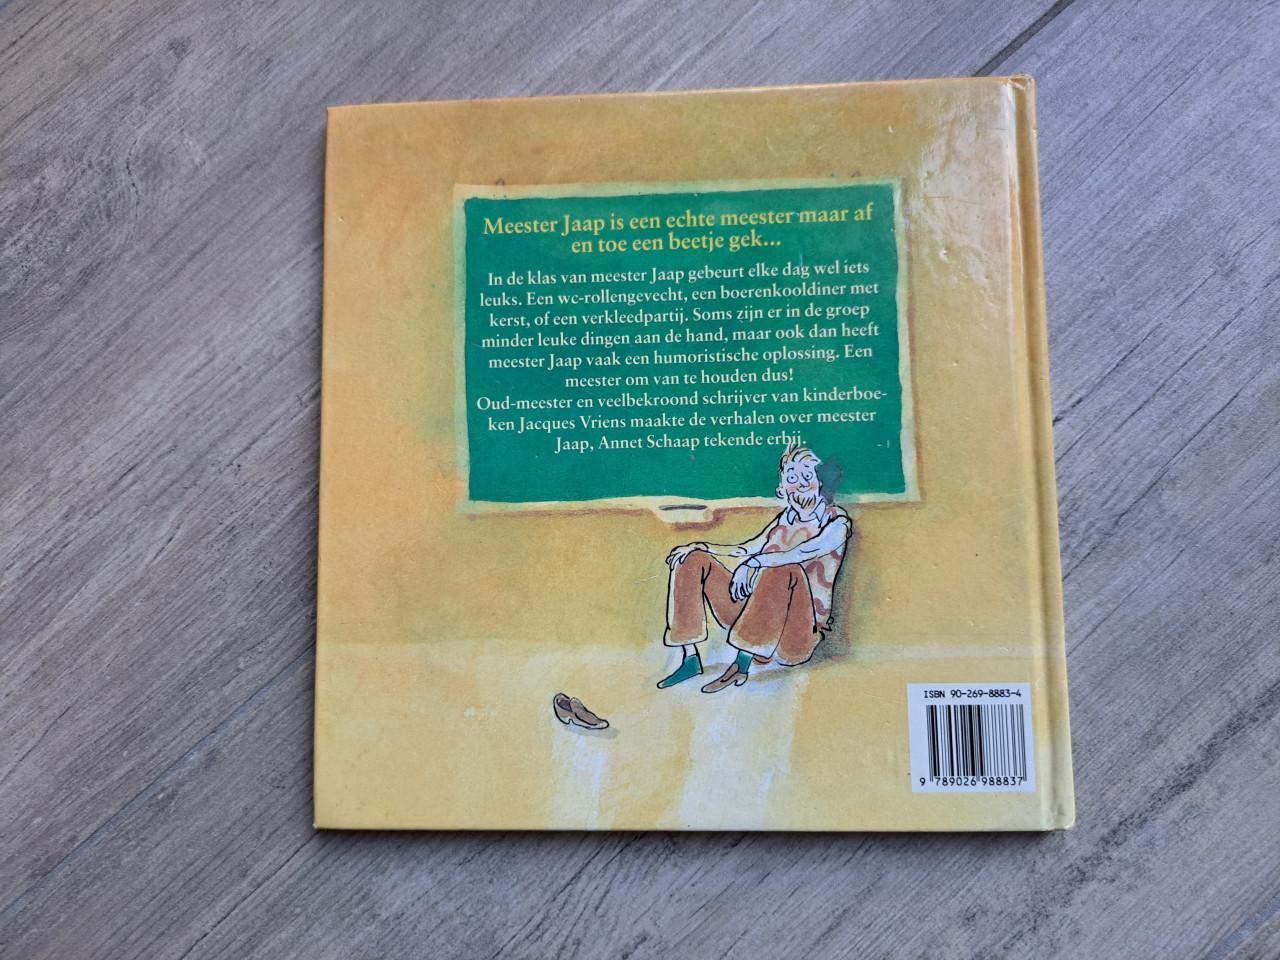 Meester Jaap is een echte meester maar af
en toe een beetje gek...
In de klas van meester Jaap gebeurt elke dag wel iets
leuks. Een wc-rollengevecht, een boerenkooldiner met
kerst, of een verkleedpartij. Soms zijn er in de groep
minder leuke dingen aan de hand, maar ook dan heeft
meester Jaap vaak een humoristische oplossing. Een
meester om van te houden dus!
Oud-meester en veelbekroond schrijver van kinderboe-
ken Jacques Vriens maakte de verhalen over meester
Jaap, Annet Schaap tekende erbij.
ISBN 90-269-8883-4
9 789026 988837